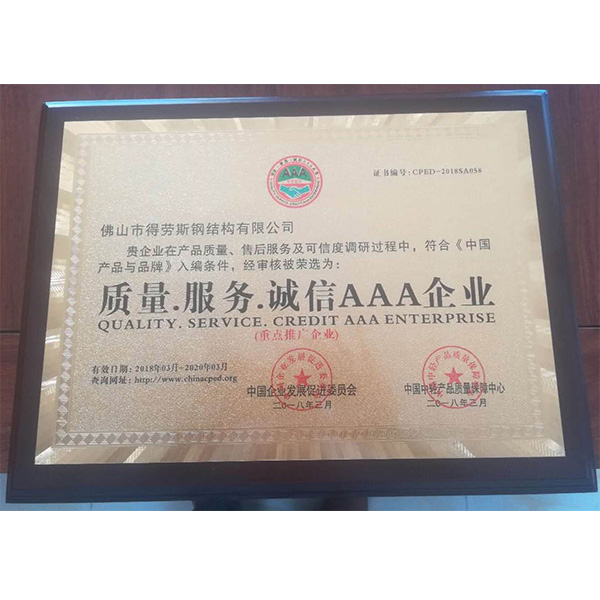 AAA
证书编号:CPED-2018SA058
佛山市得劳斯钢结构有限公司
贵企业在产品质量、售后服务及可信度调研过程中,符合《中国
产品与品牌》入编条件,经审核被荣选为:
质量.服务.诚信AAA企业
QUALITY. SERVICE. CREDIT AAA ENTERPRISE
(重点推广企业)
有效日期:2018年03月-2020年03月
查询网址:http://www.chinacped.org
中国企业发展促进委员会
二〇一八年三月
中国中轻产品质量保障中心
二〇一八年三月